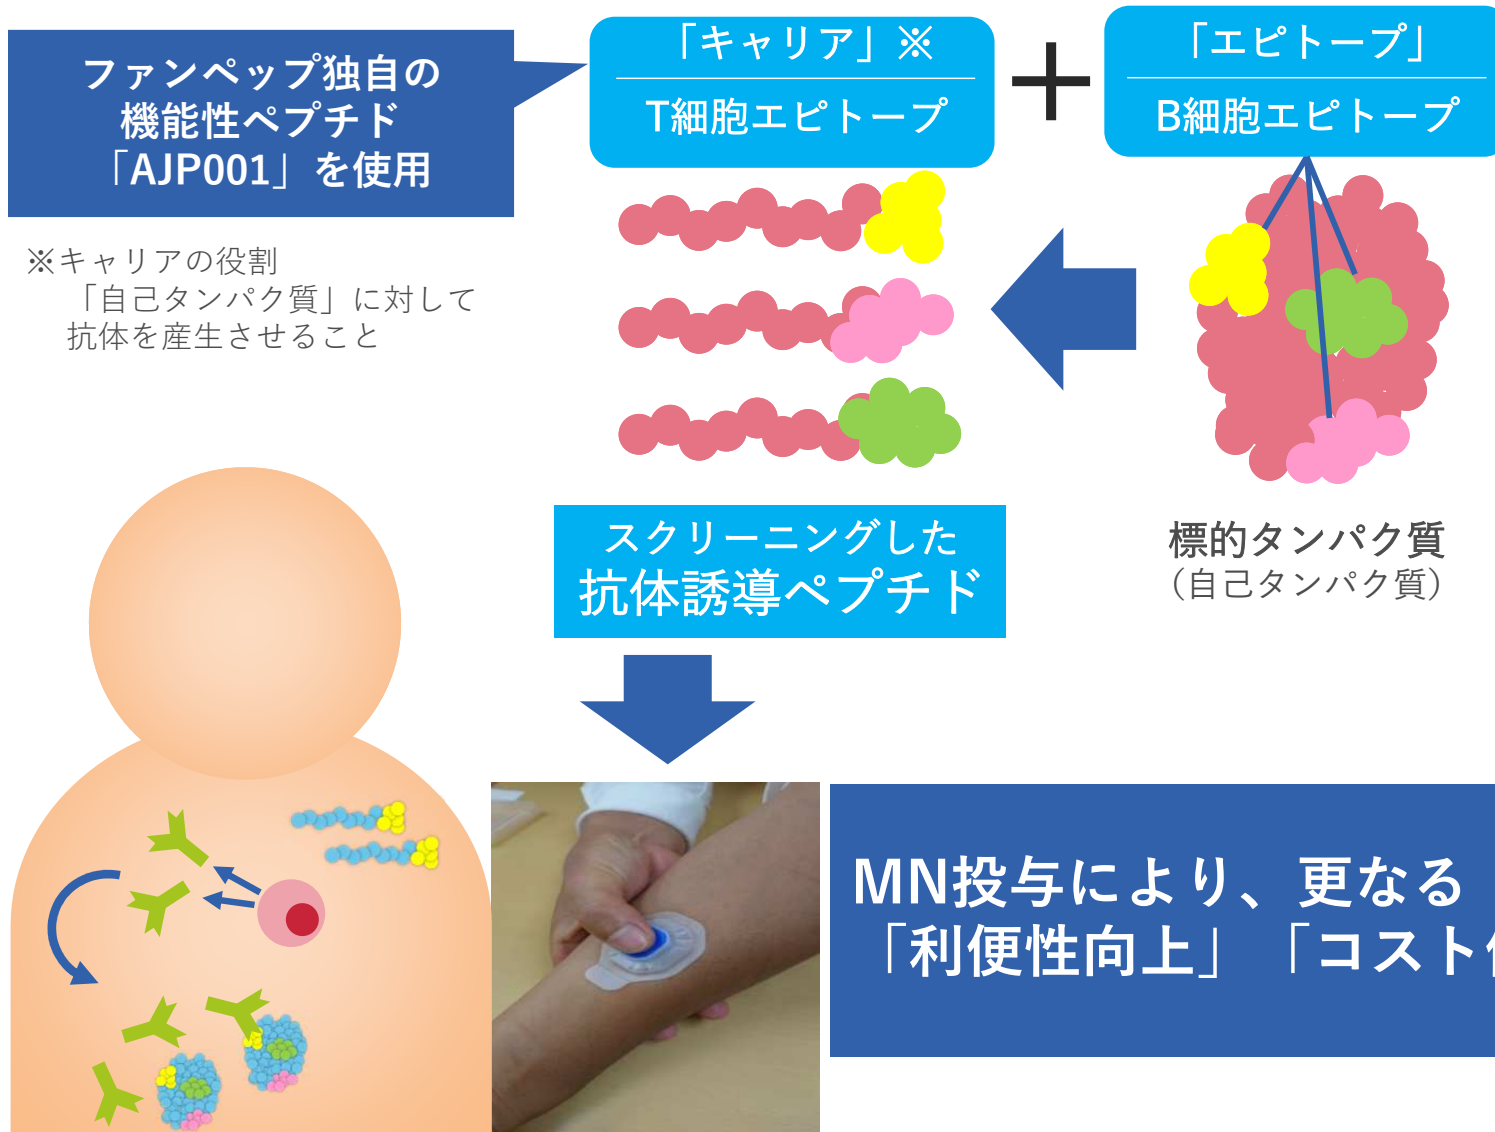 ファンペップ独自の
機能性ペプチド
「AJP001」を使用
「キャリア」※
T細胞エピトープ
+
「エピトープ」
B細胞エピトープ
※キャリアの役割
「自己タンパク質」に対して
抗体を産生させること
スクリーニングした
抗体誘導ペプチド
標的タンパク質
（自己タンパク質）
MN投与により、更なる
「利便性向上」「コスト